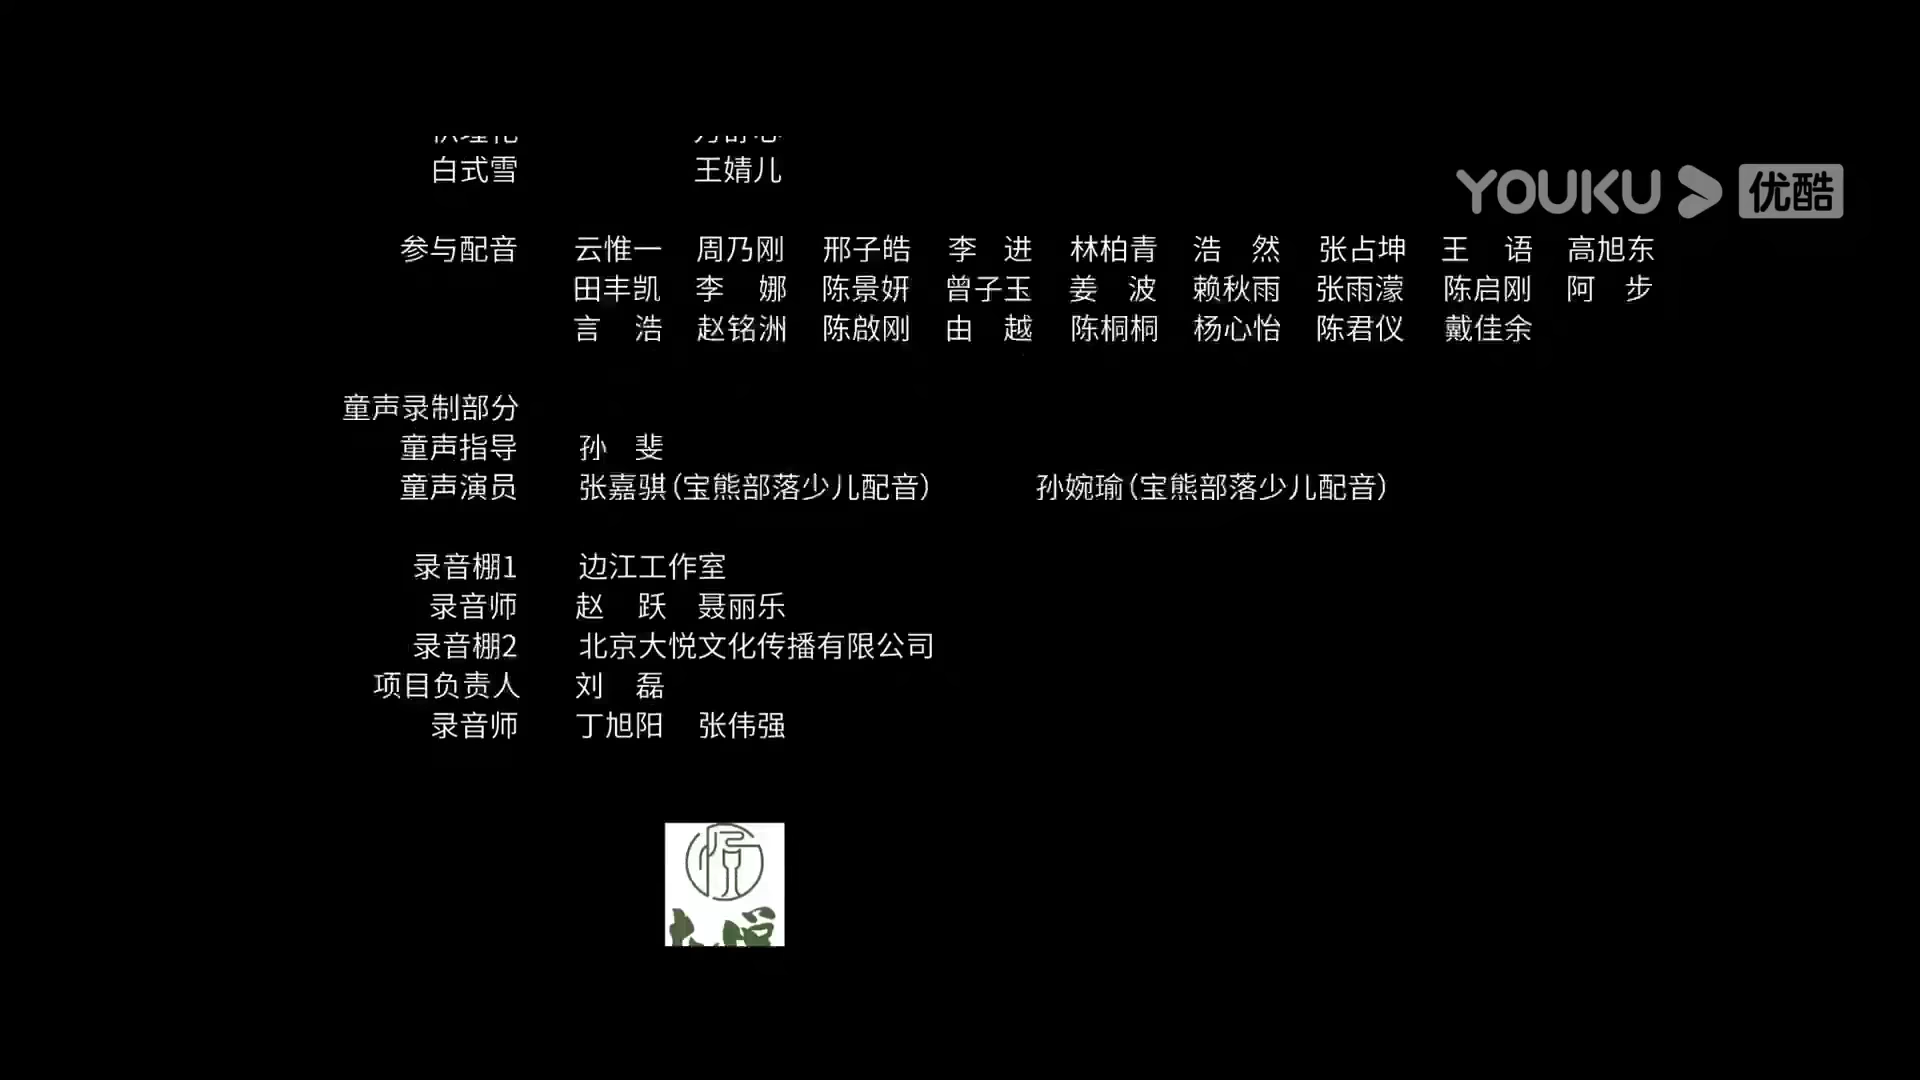 白式雪 王婧儿
YOUKU 优酷
参与配音 云惟一 周乃刚 邢子皓 李 进 林柏青 浩 然 张占坤 王 语 高旭东
田丰凯 李 娜 陈景妍 曾子玉 姜 波 赖秋雨 张雨濛 陈启刚 阿 步
言 浩 赵铭洲 陈啟刚 由 越 陈桐桐 杨心怡 陈君仪 戴佳余
童声录制部分
童声指导 孙 斐
童声演员 张嘉骐(宝熊部落少儿配音) 孙婉瑜(宝熊部落少儿配音)
录音棚1 边江工作室
录音师 赵 跃 聂丽乐
录音棚2 北京大悦文化传播有限公司
项目负责人 刘 磊
录音师 丁旭阳 张伟强